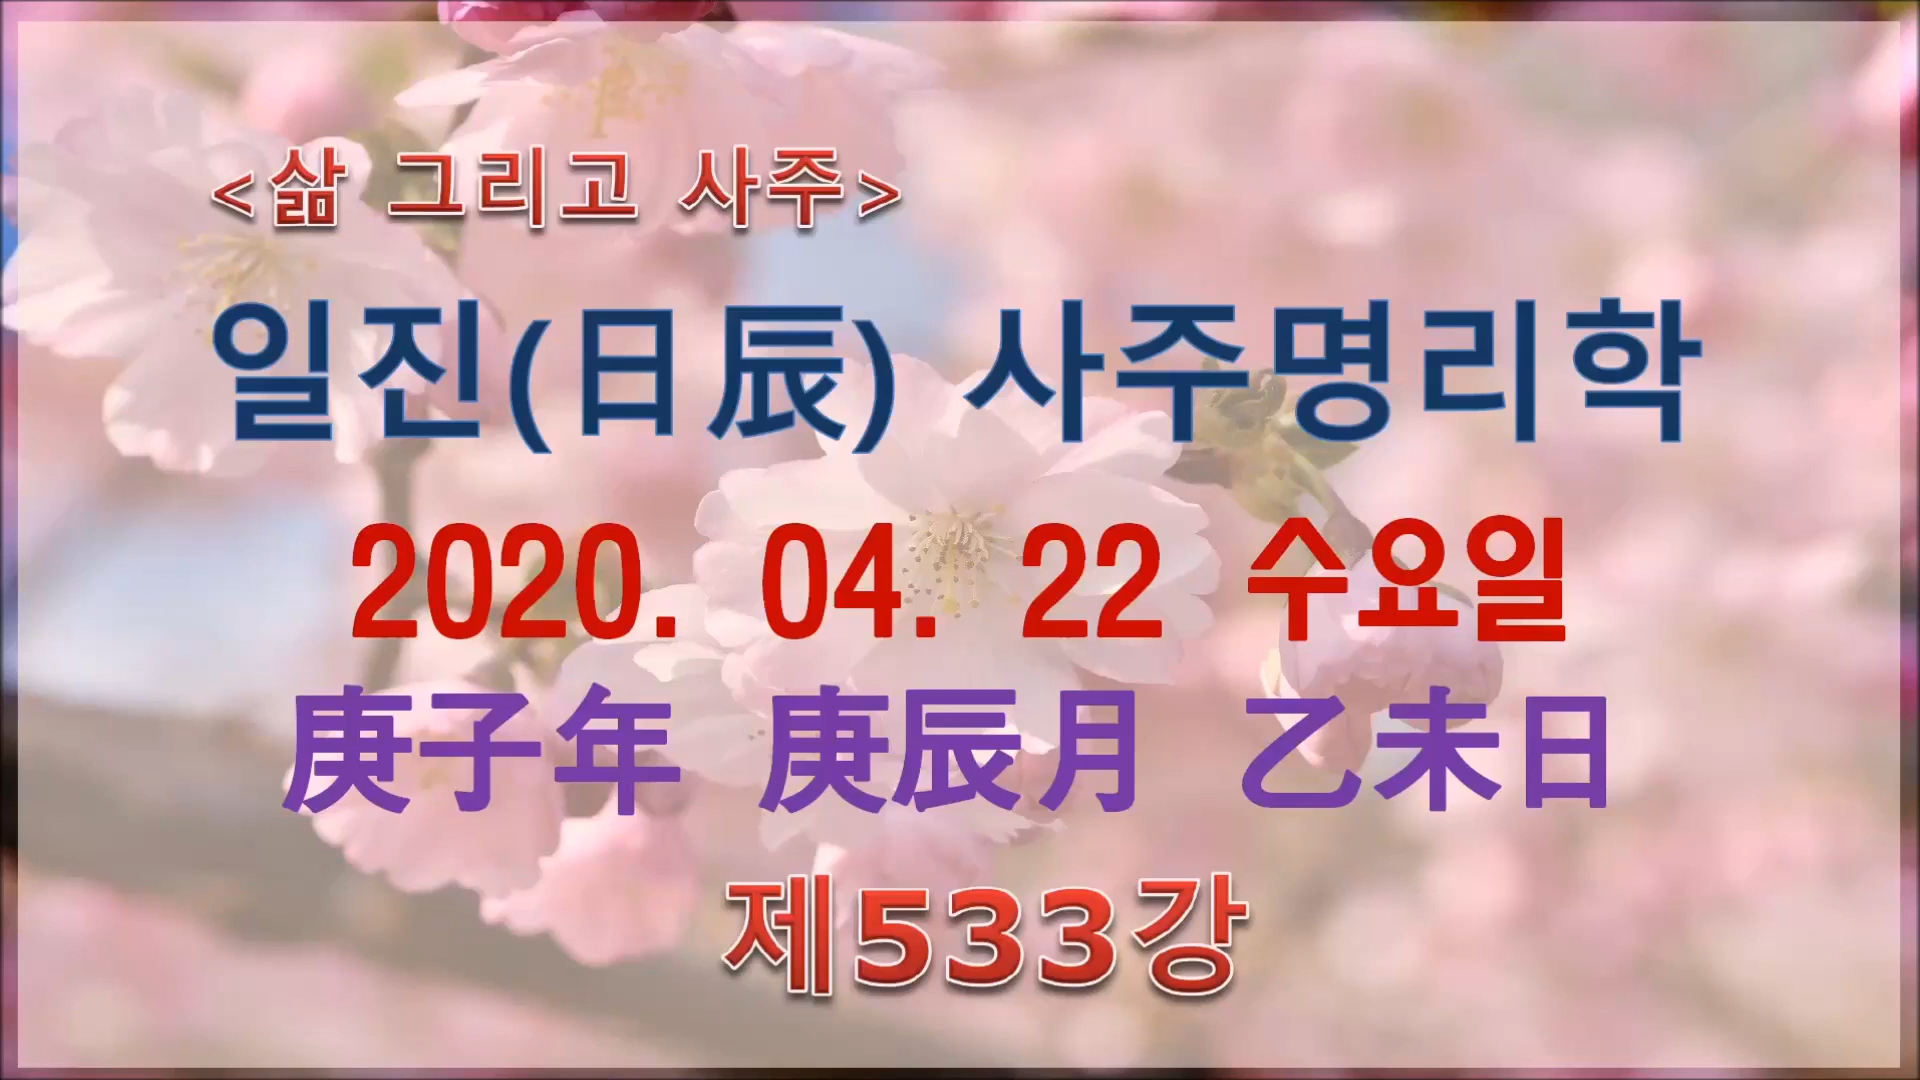 <삶 그리고 사주>
일진(日辰) 사주명리학
2020. 04. 22 수요일
庚子年 庚辰月 乙未日
제533강